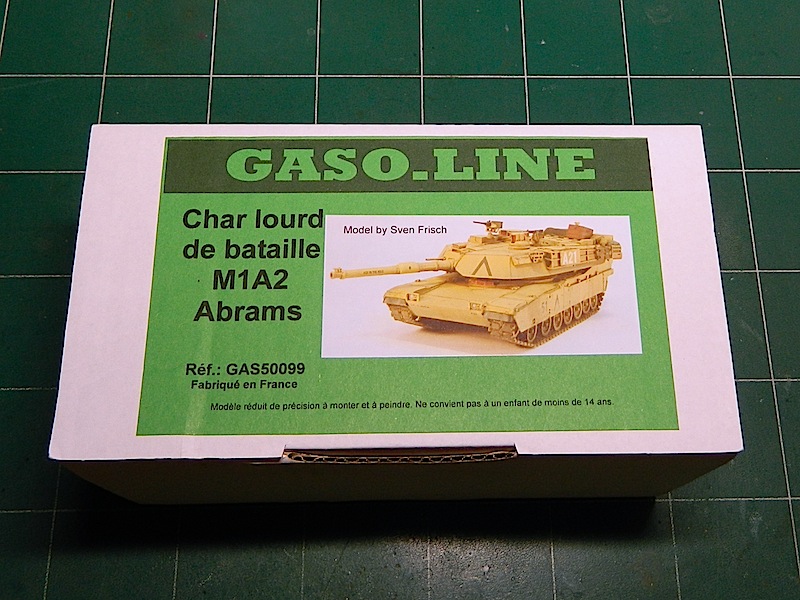 GASO.LINE
Char lourd
de bataille
M1A2
Abrams
Model by Sven Frisch
A21
Réf.: GAS50099
Fabriqué en France
Modèle réduit de précision à monter et à peindre. Ne convient pas à un enfant de moins de 14 ans.